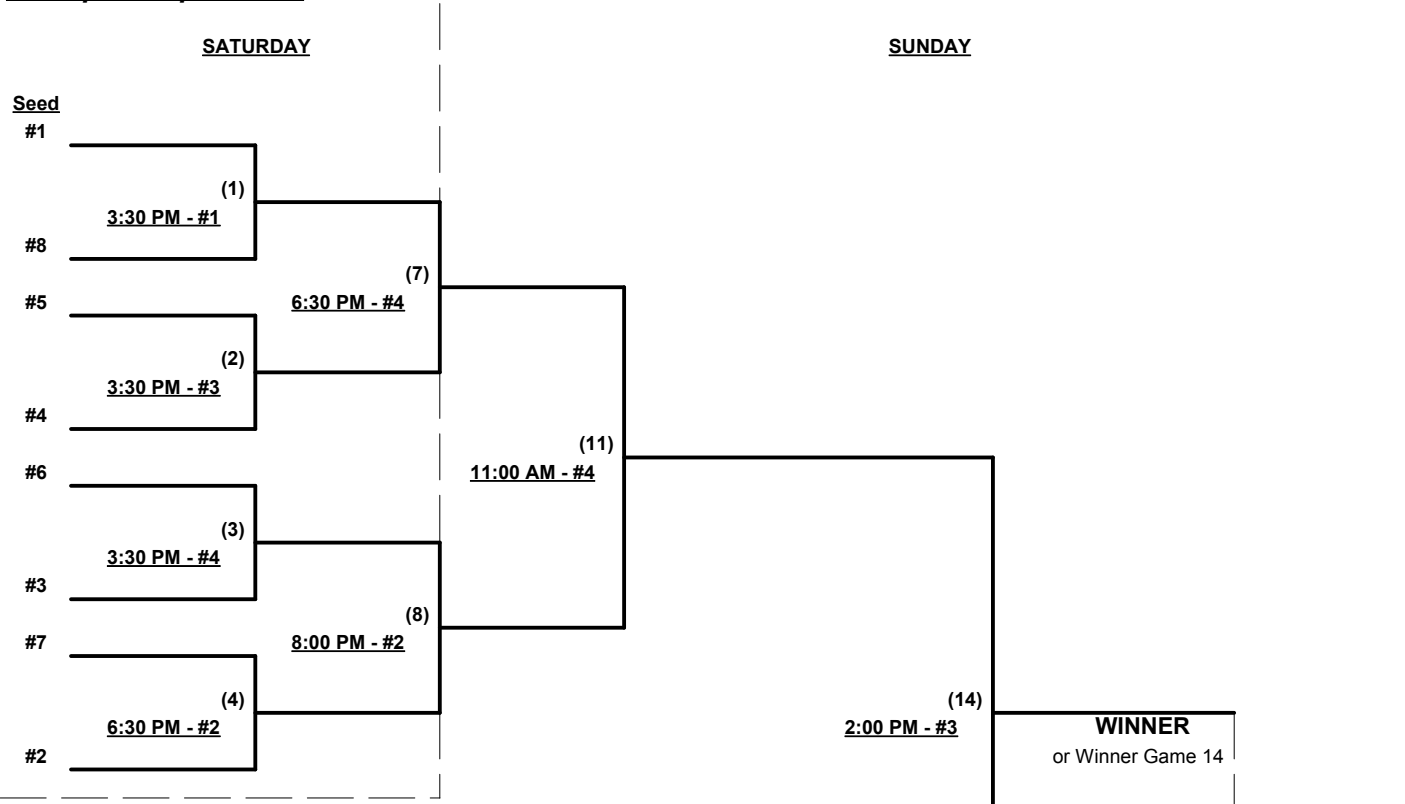 SATURDAY
SUNDAY
Seed
#1
(1)
3:30 PM - #1
#8
(7)
#5
6:30 PM - #4
(2)
3:30 PM - #3
#4
(11)
#6
11:00 AM - #4
(3)
3:30 PM - #4
#3
(8)
#7
8:00 PM - #2
(4)
(14)
6:30 PM - #2
2:00 PM - #3
WINNER
#2
or Winner Game 14